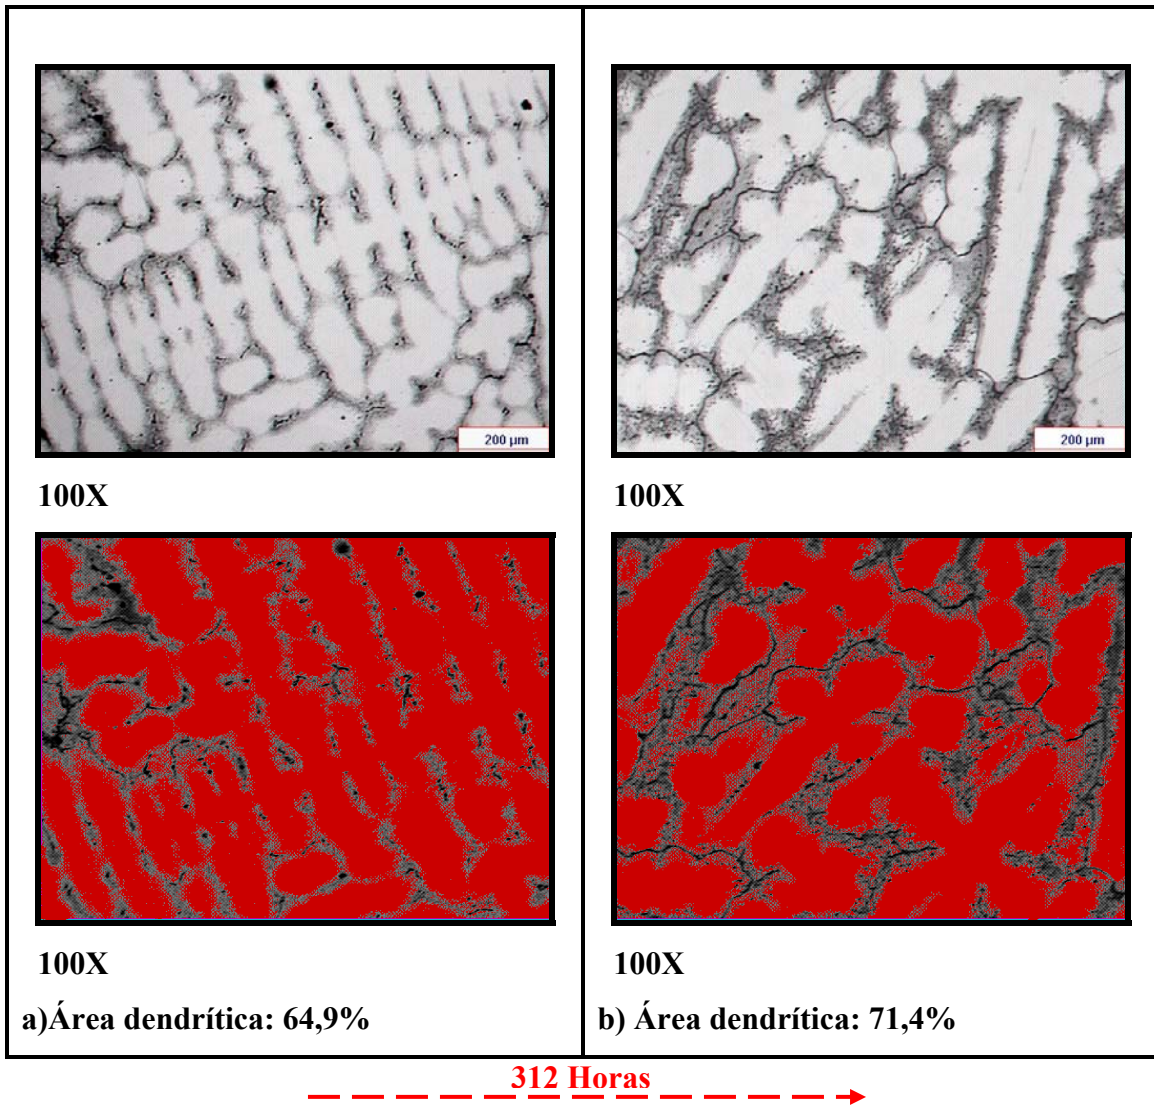 200 µm
200 µm
100X
100X
100X
100X
a)Área dendrítica: 64,9%
b) Área dendrítica: 71,4%
312 Horas